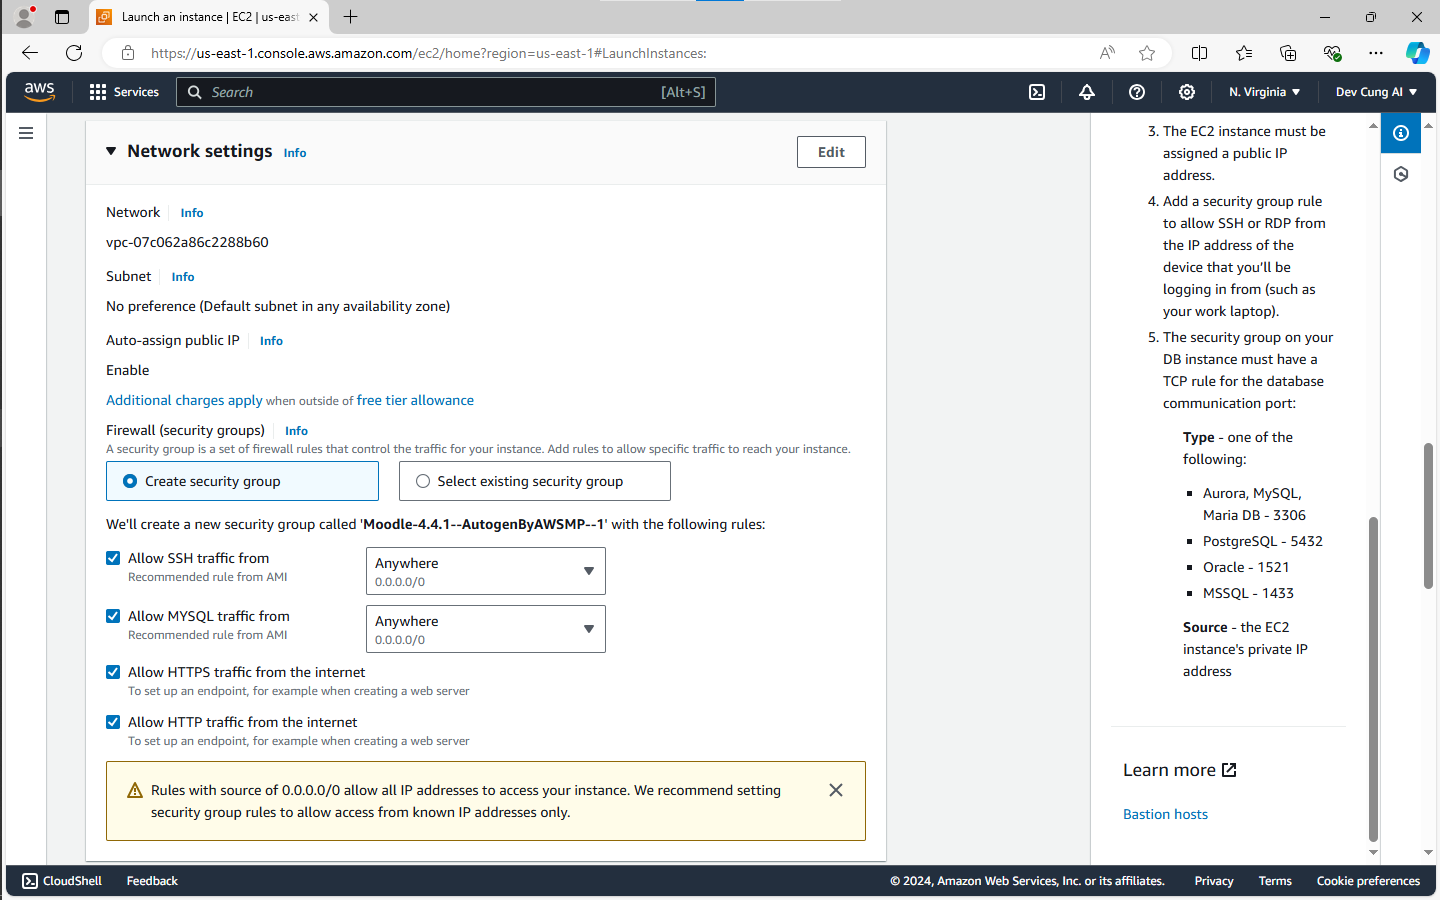 Launch an instance | EC2 | us-east
https://us-east-1.console.aws.amazon.com/ec2/home?region=us-east-1#LaunchInstances:
aws
Services
Search
[Alt+S]
N. Virginia
Dev Cung AI
Network settings
Info
Edit
Network
Info
vpc-07c062a86c2288b60
Subnet
Info
No preference (Default subnet in any availability zone)
Auto-assign public IP
Info
Enable
Additional charges apply when outside of free tier allowance
Firewall (security groups)
Info
A security group is a set of firewall rules that control the traffic for your instance. Add rules to allow specific traffic to reach your instance.
Create security group
Select existing security group
We'll create a new security group called 'Moodle-4.4.1--AutogenByAWSMP--1' with the following rules:
Allow SSH traffic from
Recommended rule from AMI
Anywhere
0.0.0.0/0
Allow MYSQL traffic from
Recommended rule from AMI
Anywhere
0.0.0.0/0
Allow HTTPS traffic from the internet
To set up an endpoint, for example when creating a web server
Allow HTTP traffic from the internet
To set up an endpoint, for example when creating a web server
Rules with source of 0.0.0.0/0 allow all IP addresses to access your instance. We recommend setting
security group rules to allow access from known IP addresses only.
3. The EC2 instance must be
assigned a public IP
address.
4. Add a security group rule
to allow SSH or RDP from
the IP address of the
device that you'll be
logging in from (such as
your work laptop).
5. The security group on your
DB instance must have a
TCP rule for the database
communication port:
Type - one of the
following:
Aurora, MySQL,
Maria DB - 3306
PostgreSQL - 5432
Oracle - 1521
MSSQL - 1433
Source - the EC2
instance's private IP
address
Learn more
Bastion hosts
CloudShell
Feedback
© 2024, Amazon Web Services, Inc. or its affiliates.
Privacy
Terms
Cookie preferences